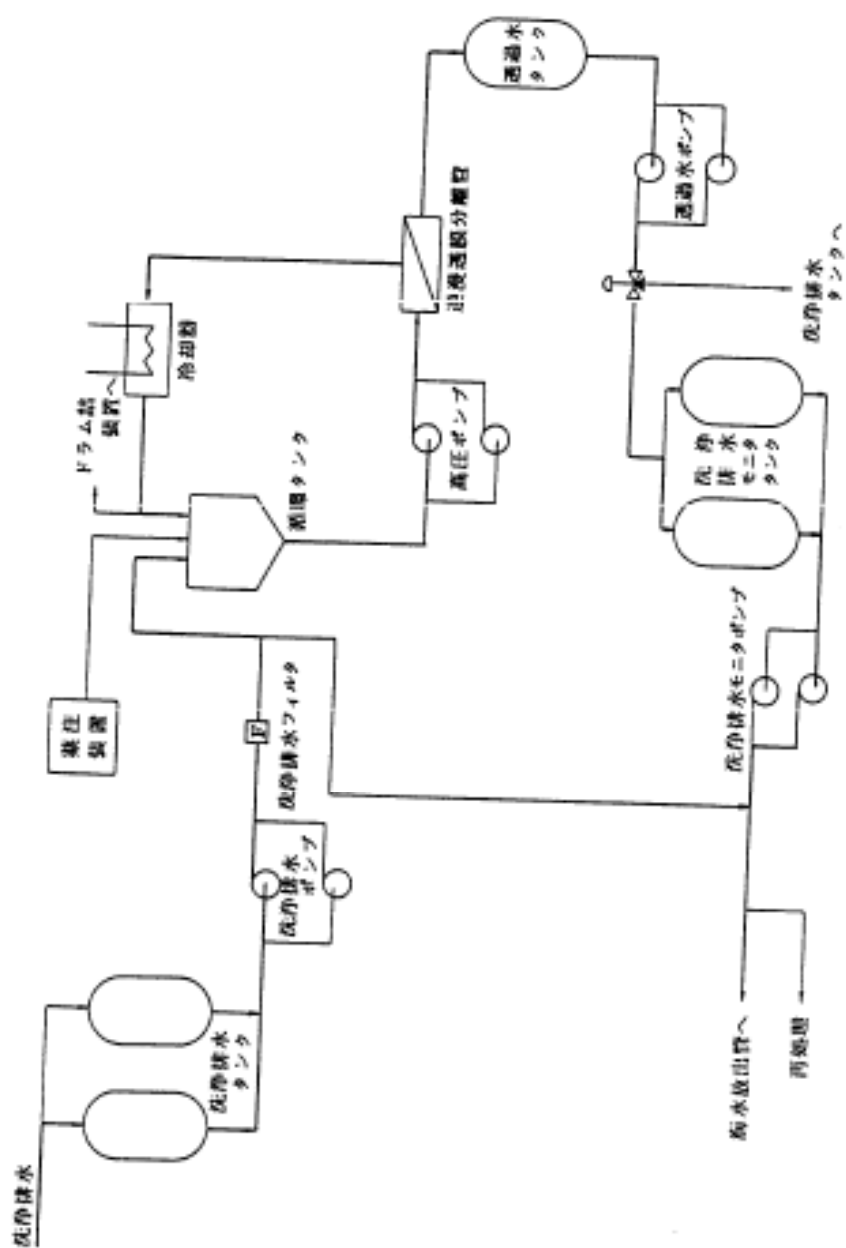 洗浄排水
洗浄排水
タンク
洗浄排水
ポンプ
洗浄排水フィルタ
F
薬注
装置
ドラム詰
装置へ
冷却器
循環タンク
高圧ポンプ
逆浸透膜分離管
透過水
タンク
透過水ポンプ
洗浄排水
タンクへ
洗浄
排水
モニタ
タンク
洗浄排水モニタポンプ
海水放出管へ
再処理